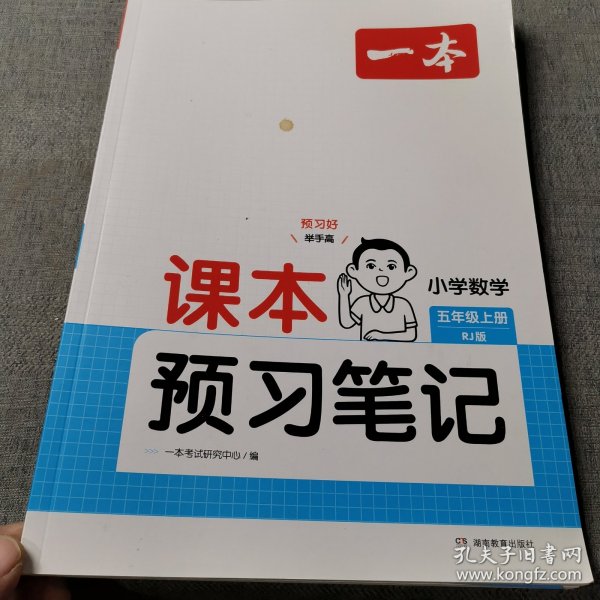 一本
预习好
举手高
课本
小学数学
五年级上册
RJ版
预习笔记
>>> 一本考试研究中心/编
CS 湖南教育出版社
孔夫子旧书网
www.kongfz.com